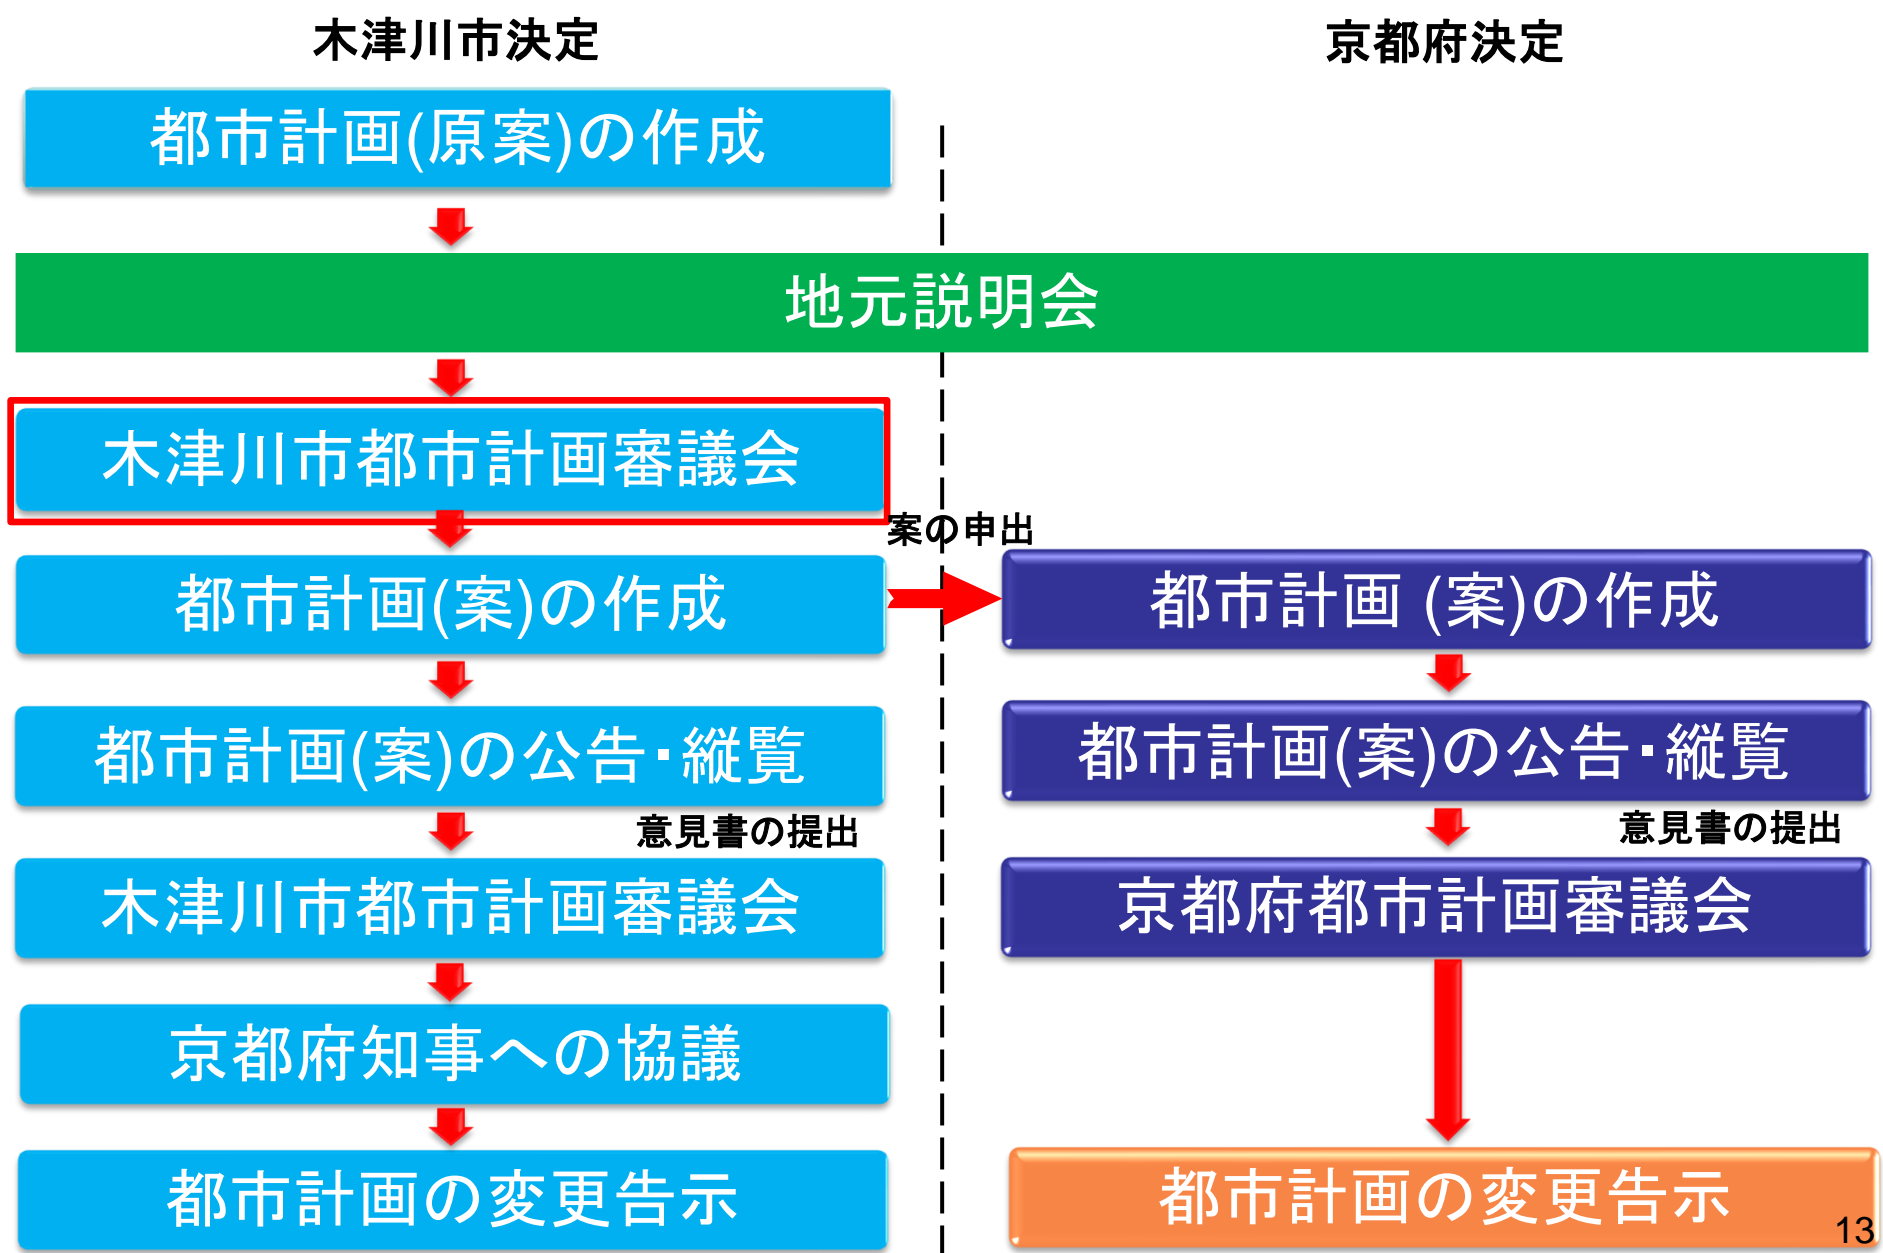 木津川市決定
京都府決定
都市計画(原案)の作成
地元説明会
木津川市都市計画審議会
案の申出
都市計画(案)の作成
都市計画 (案)の作成
都市計画(案)の公告・縦覧
都市計画(案)の公告・縦覧
意見書の提出
意見書の提出
木津川市都市計画審議会
京都府都市計画審議会
京都府知事への協議
都市計画の変更告示
都市計画の変更告示
13